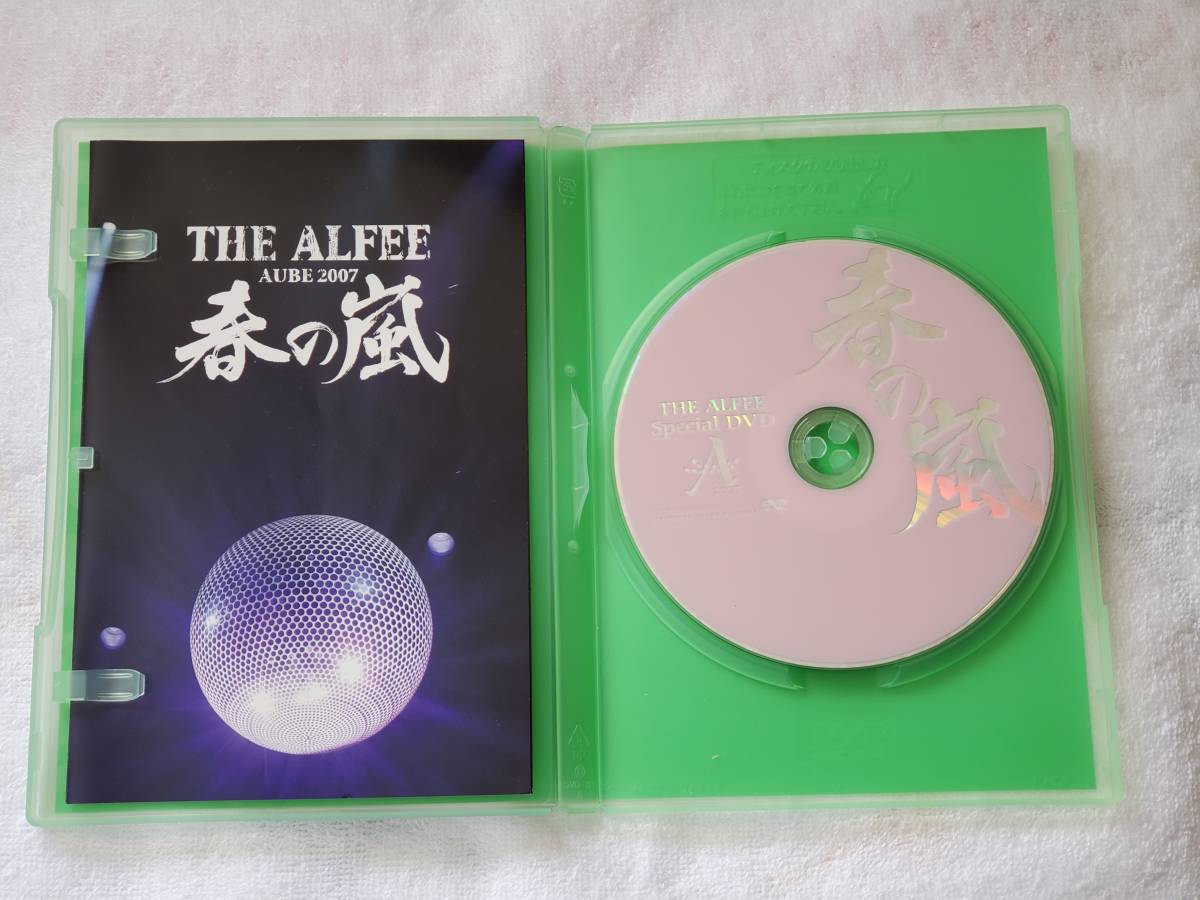 THE ALFEE
AUBE 2007
春の嵐
春の嵐
THE ALFEE
Special DVD
A